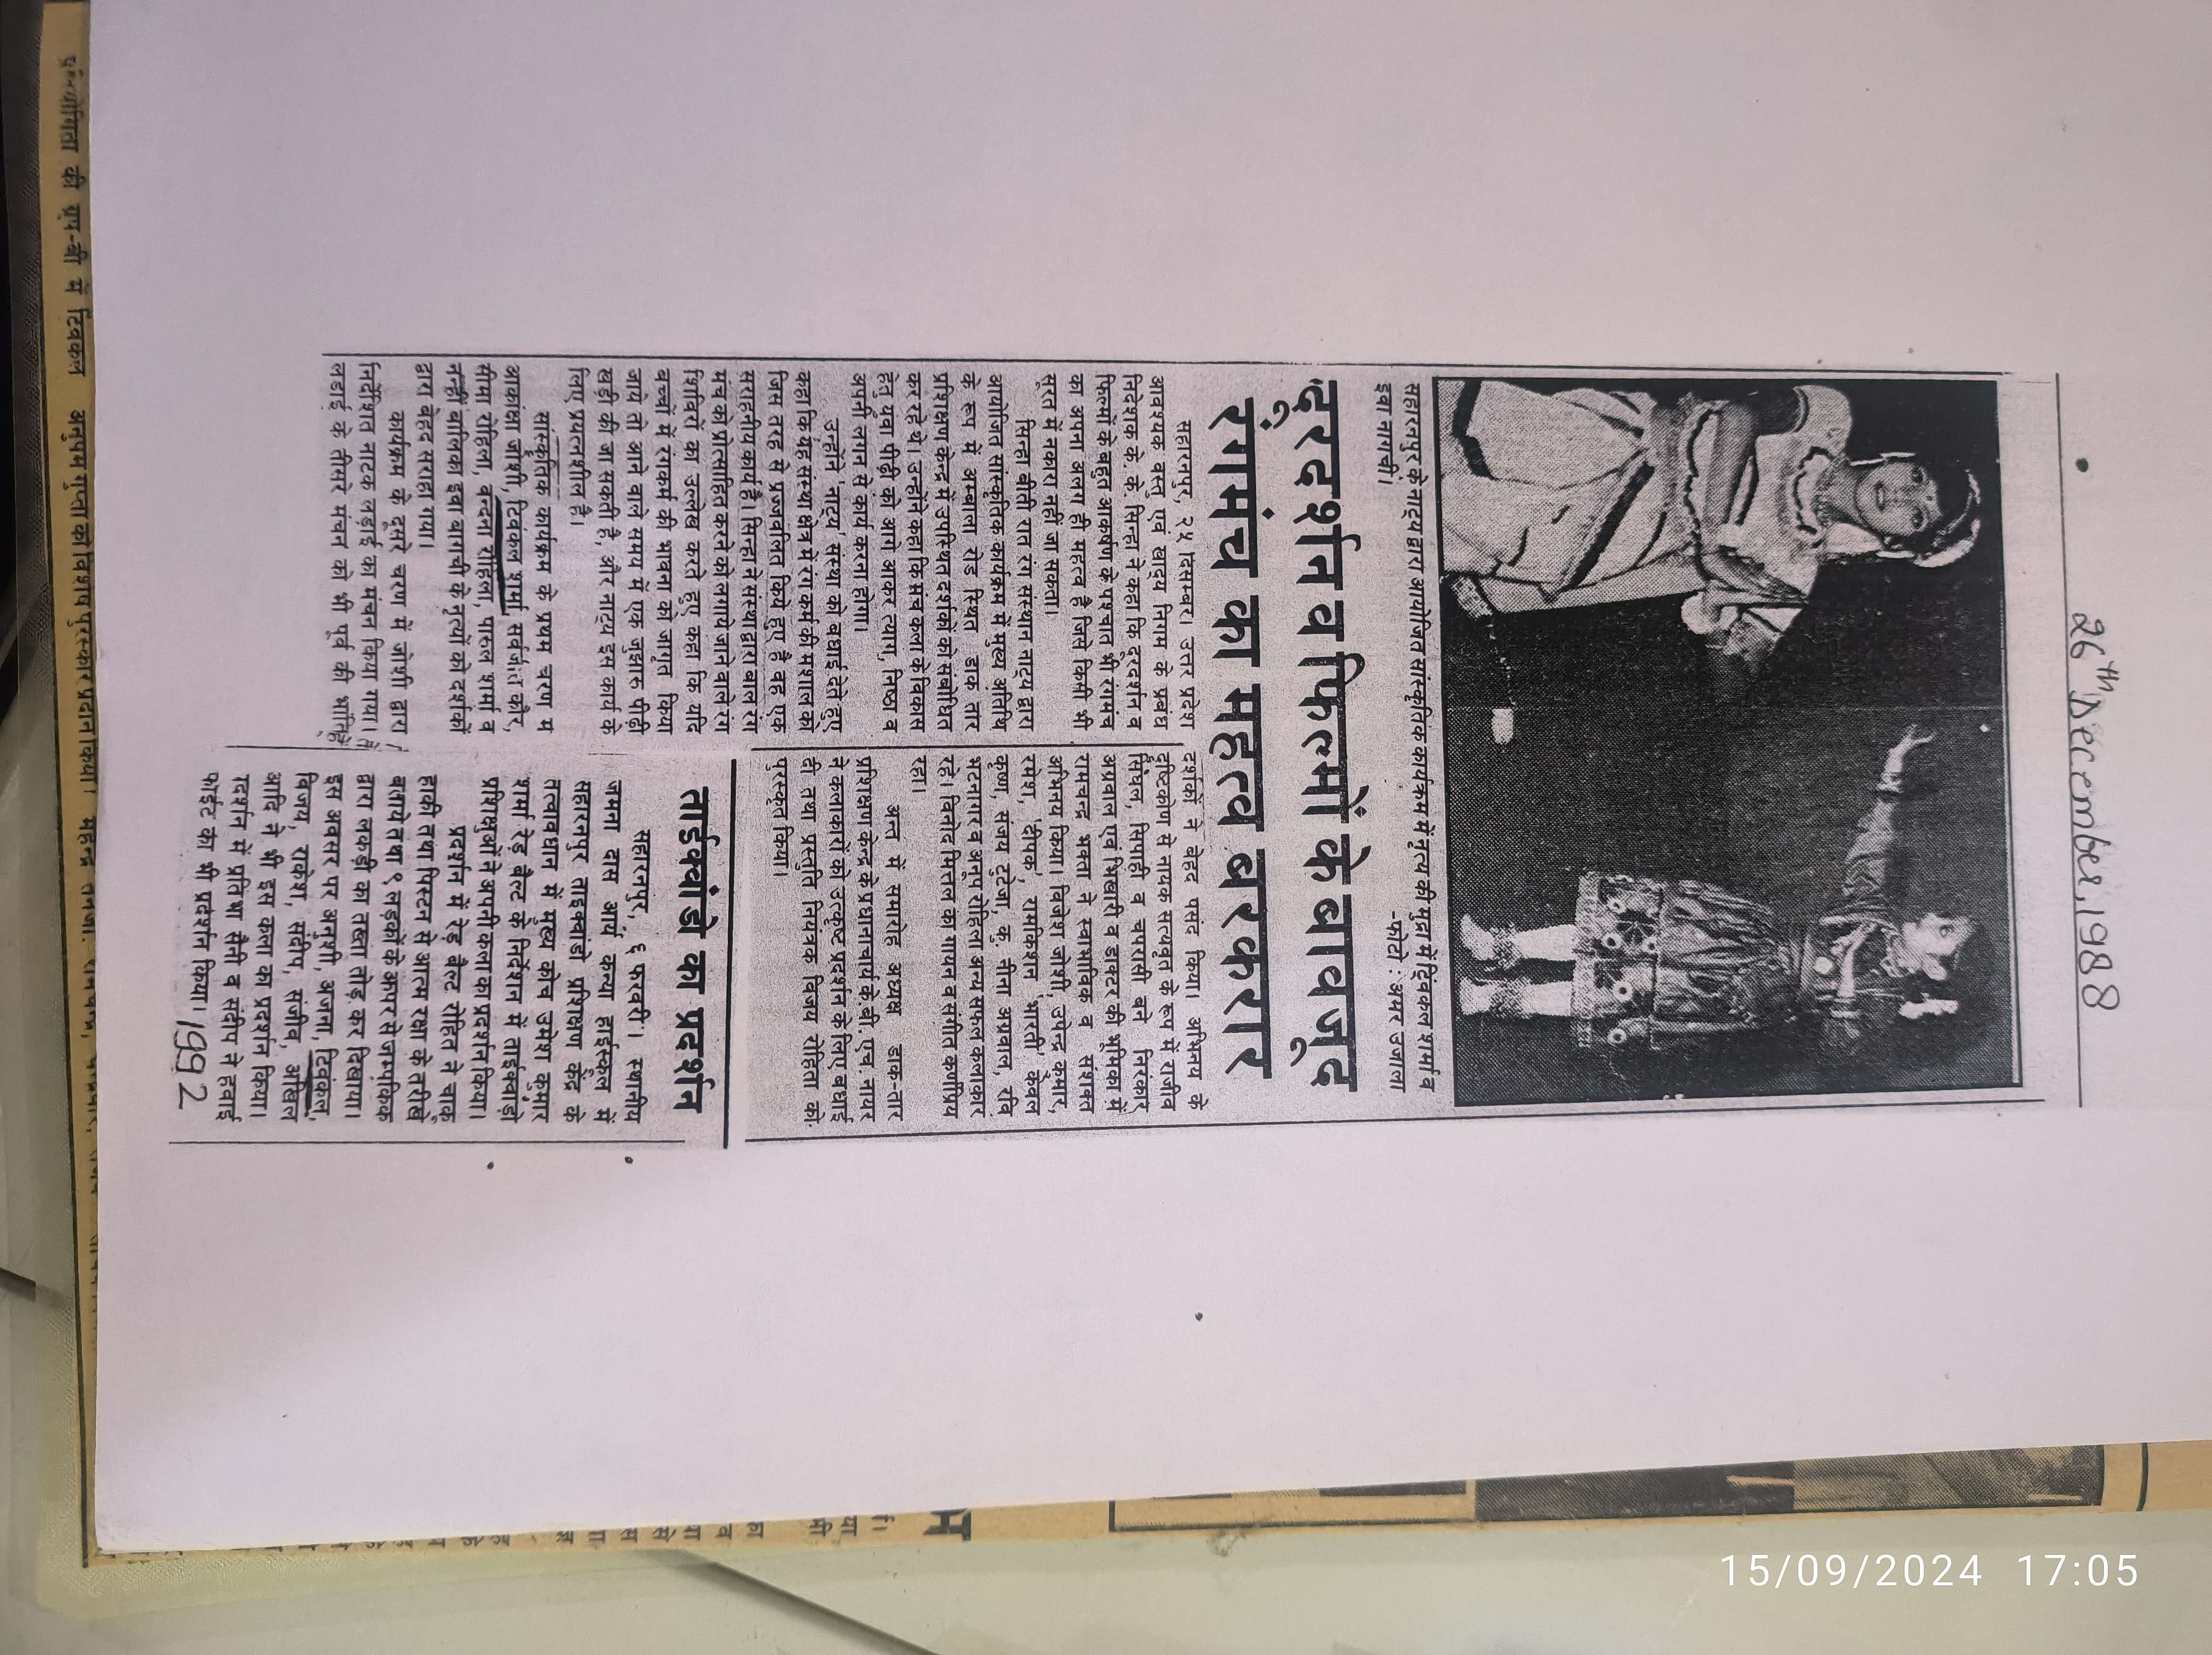 26th December, 1988
सहारनपुर के नाट्य द्वारा आयोजित सांस्कृतिक कार्यक्रम में नृत्य की मुद्रा में ट्विंकल शर्मा व
इवा नागची।
-फोटो : अमर उजाला
दूरदर्शन व फिल्मों के बावजूद
रंगमंच का महत्व बरकरार
सहारनपुर, २५ दिसम्बर। उत्तर प्रदेश
आवश्यक वस्तु एवं खाद्य निगम के प्रबंध
निदेशक के. के. सिन्हा ने कहा कि दूरदर्शन व
फिल्मों के बहुत आकर्षण के पश्चात भी रंगमंच
का अपना अलग ही महत्व है जिसे किसी भी
सूरत में नकारा नहीं जा सकता।
सिन्हा बीती रात रंग संस्थान नाट्य द्वारा
आयोजित सांस्कृतिक कार्यक्रम में मुख्य अतिथि
के रूप में अम्बाला रोड स्थित डाक तार
प्रशिक्षण केन्द्र में उपस्थित दर्शकों को संबोधित
कर रहे थे। उन्होंने कहा कि मंच कला के विकास
हेतु युवा पीढ़ी को आगे आकर त्याग, निष्ठा व
अपनी लगन से कार्य करना होगा।
उन्होंने 'नाट्य' संस्था को बधाई देते हुए
कहा कि यह संस्था क्षेत्र में रंग कर्म की मशाल को
जिस तरह से प्रज्जवलित किये हुए है वह एक
सराहनीय कार्य है। सिन्हा ने संस्था द्वारा बाल रंग
मंच को प्रोत्साहित करने को लगाये जाने वाले रंग
शिविरों का उल्लेख करते हुए कहा कि यदि
बच्चों में रंगकर्म की भावना को जागृत किया
जाये तो आने वाले समय में एक जुझारु पीढ़ी
खड़ी की जा सकती है, और नाट्य इस कार्य के
लिए प्रयत्नशील है।
सांस्कृतिक कार्यक्रम के प्रथम चरण म
आकांक्षा जोशी, टिवंकल शर्मा, सर्वजीत कौर,
सीमा रोहिला, वन्दना रोहिला, पारुल शर्मा व
नन्हीं बालिका इवा बागची के नृत्यों को दर्शकों
द्वारा बेहद सराहा गया।
कार्यक्रम के दूसरे चरण में जोशी द्वारा
निर्देशित नाटक लड़ाई का मंचन किया गया।
लडाई के तीसरे मंचन को भी पूर्व की भांति
दर्शकों ने बेहद पसंद किया। अभिनय के
दृष्टिकोण से नायक सत्यवृत के रूप में राजीव
सिंघल, सिपाही व चपरासी बने निरंकार
अग्रवाल एवं भिखारी व डाक्टर की भूमिका में
रामचन्द्र भक्ता ने स्वाभाविक व संशक्त
अभिनय किया। विजेश जोशी, उपेन्द्र कुमार,
रमेश, 'दीपक', रामकिशन 'भारती' केवल
कृष्ण, संजय टुटेजा, कु. नीना अग्रवाल, रवि
भटनागर व अनूप रोहिला अन्य सफल कलाकार
रहे। विनोद मित्तल का गायन व संगीत कर्णप्रिय
रहा।
अन्त में समारोह अध्यक्ष डाक-तार
प्रशिक्षण केन्द्र के प्रधानाचार्य के.बी. एच. नायर
ने कलाकारों को उत्कृष्ट प्रदर्शन के लिए बधाई
दी तथा प्रस्तुति नियंत्रक विजय रोहिता को
पुरस्कृत किया।
ताईक्वांडो का प्रदर्शन
सहारनपुर, ६ फरवरी। स्थानीय
जमना दास आर्य कन्या हाईस्कूल में
सहारनपुर ताइक्वांडो प्रशिक्षण केंद्र के
तत्वावधान में मुख्य कोच उमेश कुमार
शर्मा रेड़ बैल्ट के निर्देशन में ताईक्वांड़ो
प्रशिक्षुओं ने अपनी कला का प्रदर्शन किया।
प्रदर्शन में रेड़ बैल्ट रोहित ने चाकू
हाकी तथा पिस्टन से आत्म रक्षा के तरीखे
बताये तथा ९ लड़कों के ऊपर से जम्पकिक
द्वारा लकड़ी का तख्ता तोड़ कर दिखाया।
इस अवसर पर अनुशी, अजना, टिवंकल,
विजय, राकेश, संदीप, संजीव, अखिल
आदि ने भी इस कला का प्रदर्शन किया।
प्रदर्शन में प्रतिभा सैनी व संदीप ने हवाई
फाईट का भी प्रदर्शन किया। 1992
की ग्रुप-बी में टिवकल अनुपम गुप्ता को विशेष पुरस्कार प्रदान किया। महेन्द्र तनेजा.
15/09/2024 17:05